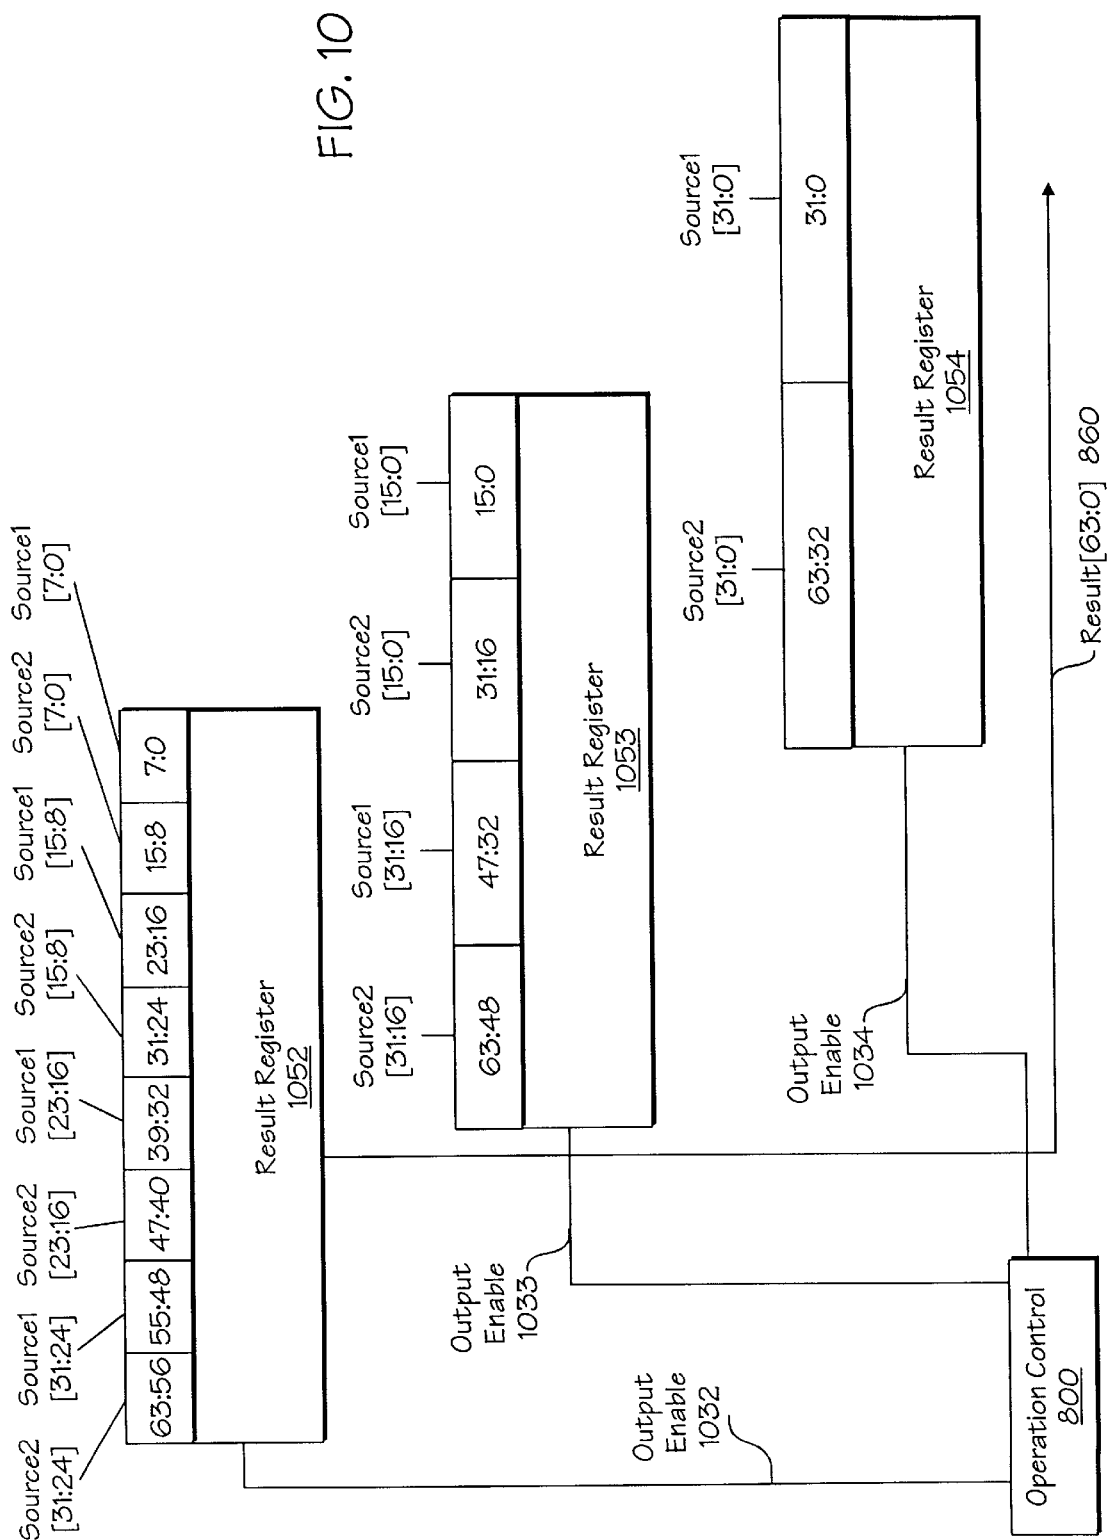 FIG. 10
Source2
[31:24]
Source1
[31:24]
Source2
[23:16]
Source1
[23:16]
Source2
[15:8]
Source1
[15:8]
Source2
[7:0]
Source1
[7:0]
63:56 55:48 47:40 39:32 31:24 23:16 15:8 7:0
Result Register
1052
Source2
[31:16]
Source1
[31:16]
Source2
[15:0]
Source1
[15:0]
63:48 47:32 31:16 15:0
Result Register
1053
Source2
[31:0]
Source1
[31:0]
63:32 31:0
Result Register
1054
Output
Enable
1032
Output
Enable
1033
Output
Enable
1034
Operation Control
800
Result[63:0] 860